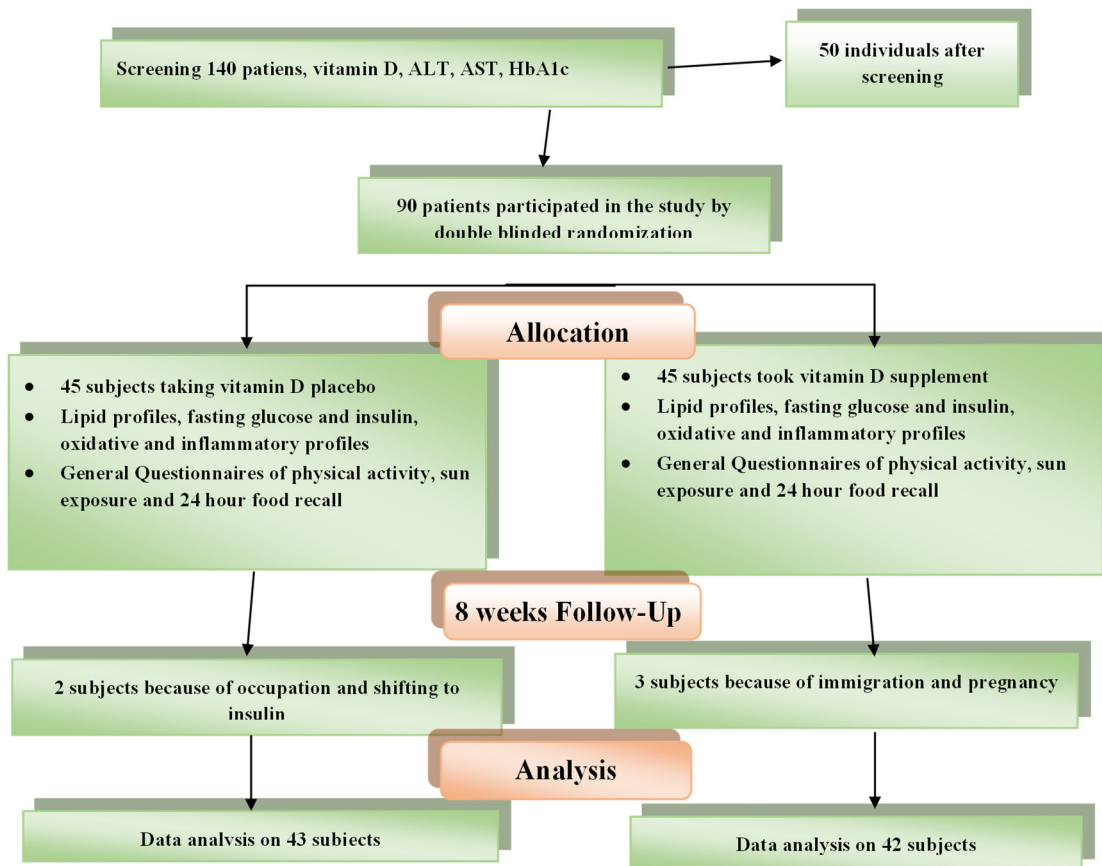 Screening 140 patiens, vitamin D, ALT, AST, HbA1c
50 individuals after
screening
90 patients participated in the study by
double blinded randomization
Allocation
● 45 subjects taking vitamin D placebo
● Lipid profiles, fasting glucose and insulin,
oxidative and inflammatory profiles
● General Questionnaires of physical activity, sun
exposure and 24 hour food recall
● 45 subjects took vitamin D supplement
● Lipid profiles, fasting glucose and insulin,
oxidative and inflammatory profiles
● General Questionnaires of physical activity, sun
exposure and 24 hour food recall
8 weeks Follow-Up
2 subjects because of occupation and shifting to
insulin
3 subjects because of immigration and pregnancy
Analysis
Data analysis on 43 subjects
Data analysis on 42 subjects